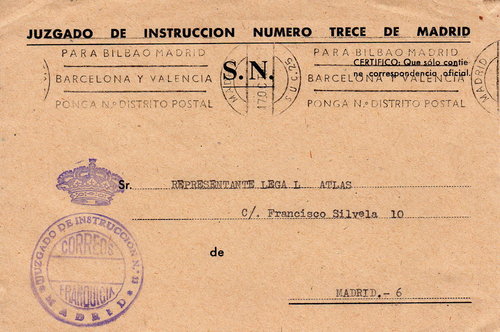 JUZGADO DE INSTRUCCION NUMERO TRECE DE MADRID
PARA BILBAO MADRID
BARCELONA Y VALENCIA
PONGA N.º DISTRITO POSTAL
S. N.
PARA BILBAO MADRID
BARCELONA Y VALENCIA
PONGA N.º DISTRITO POSTAL
CERTIFICO: Que sólo contie
ne correspondencia oficial.
Sr. REPRESENTANTE LEGA L ATLAS
C/. Francisco Silvela 10
de
MADRID.- 6
JUZGADO DE INSTRUCCION N.º 13
CORREOS
FRANQUICIA
MADRID